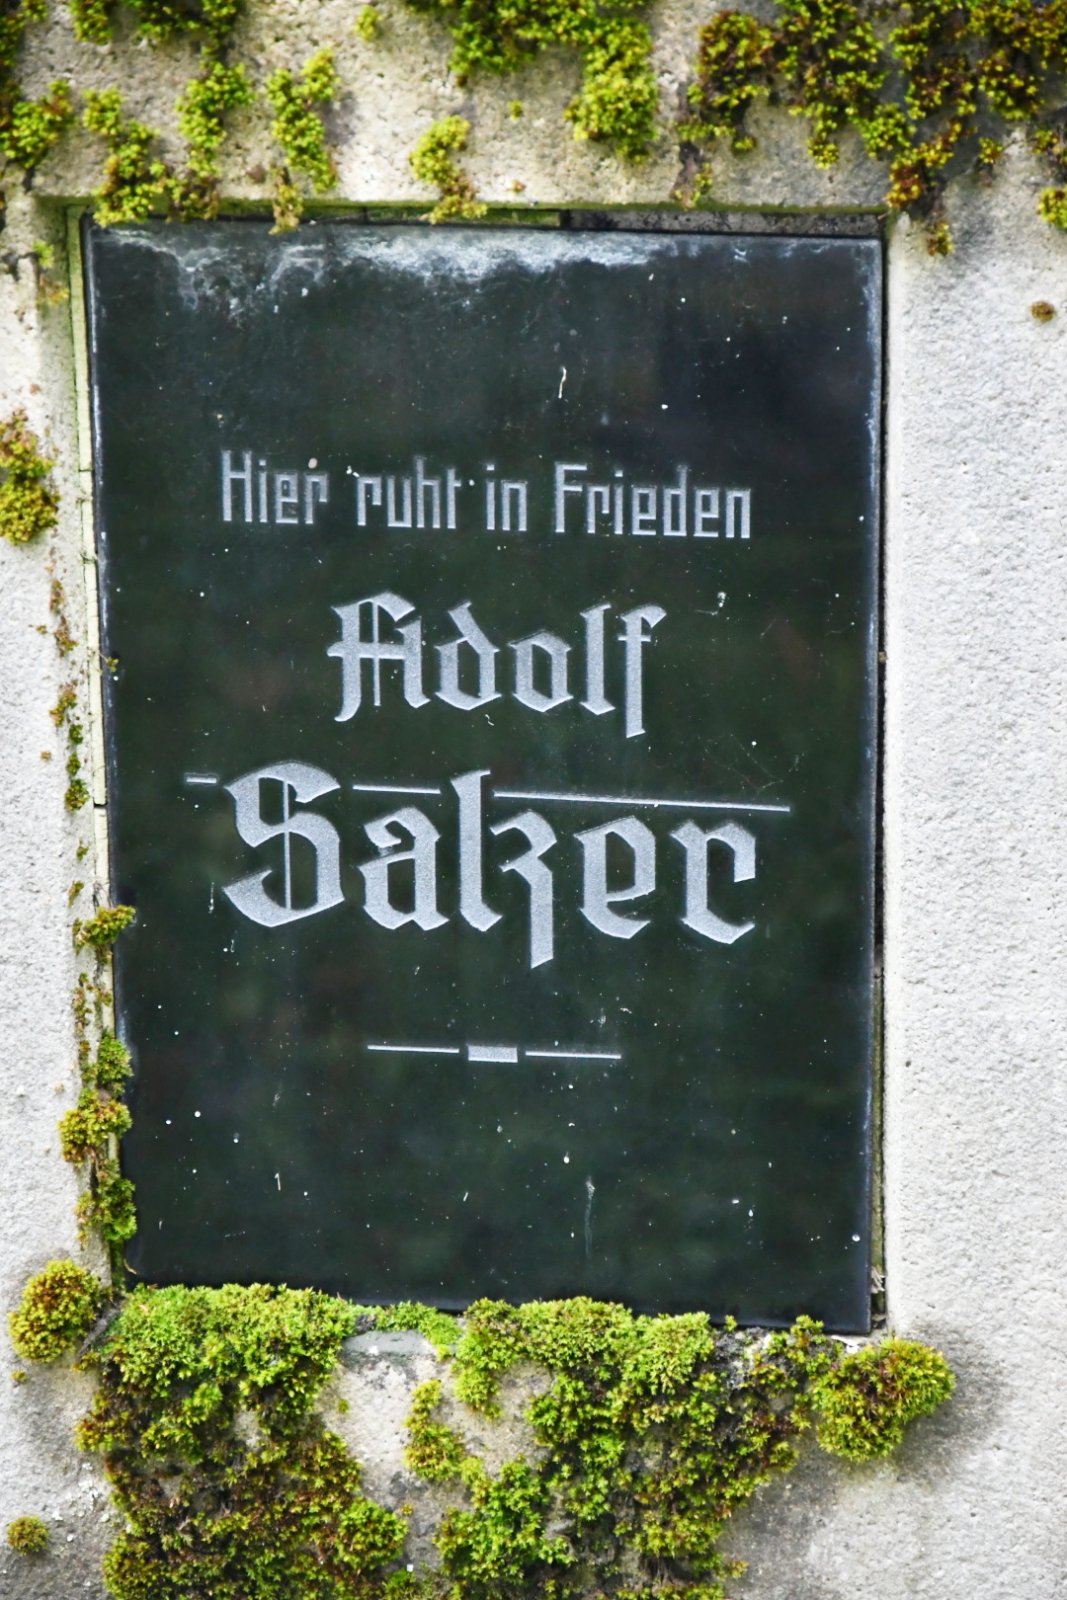 Hier ruht in Frieden
Adolf
Salzer